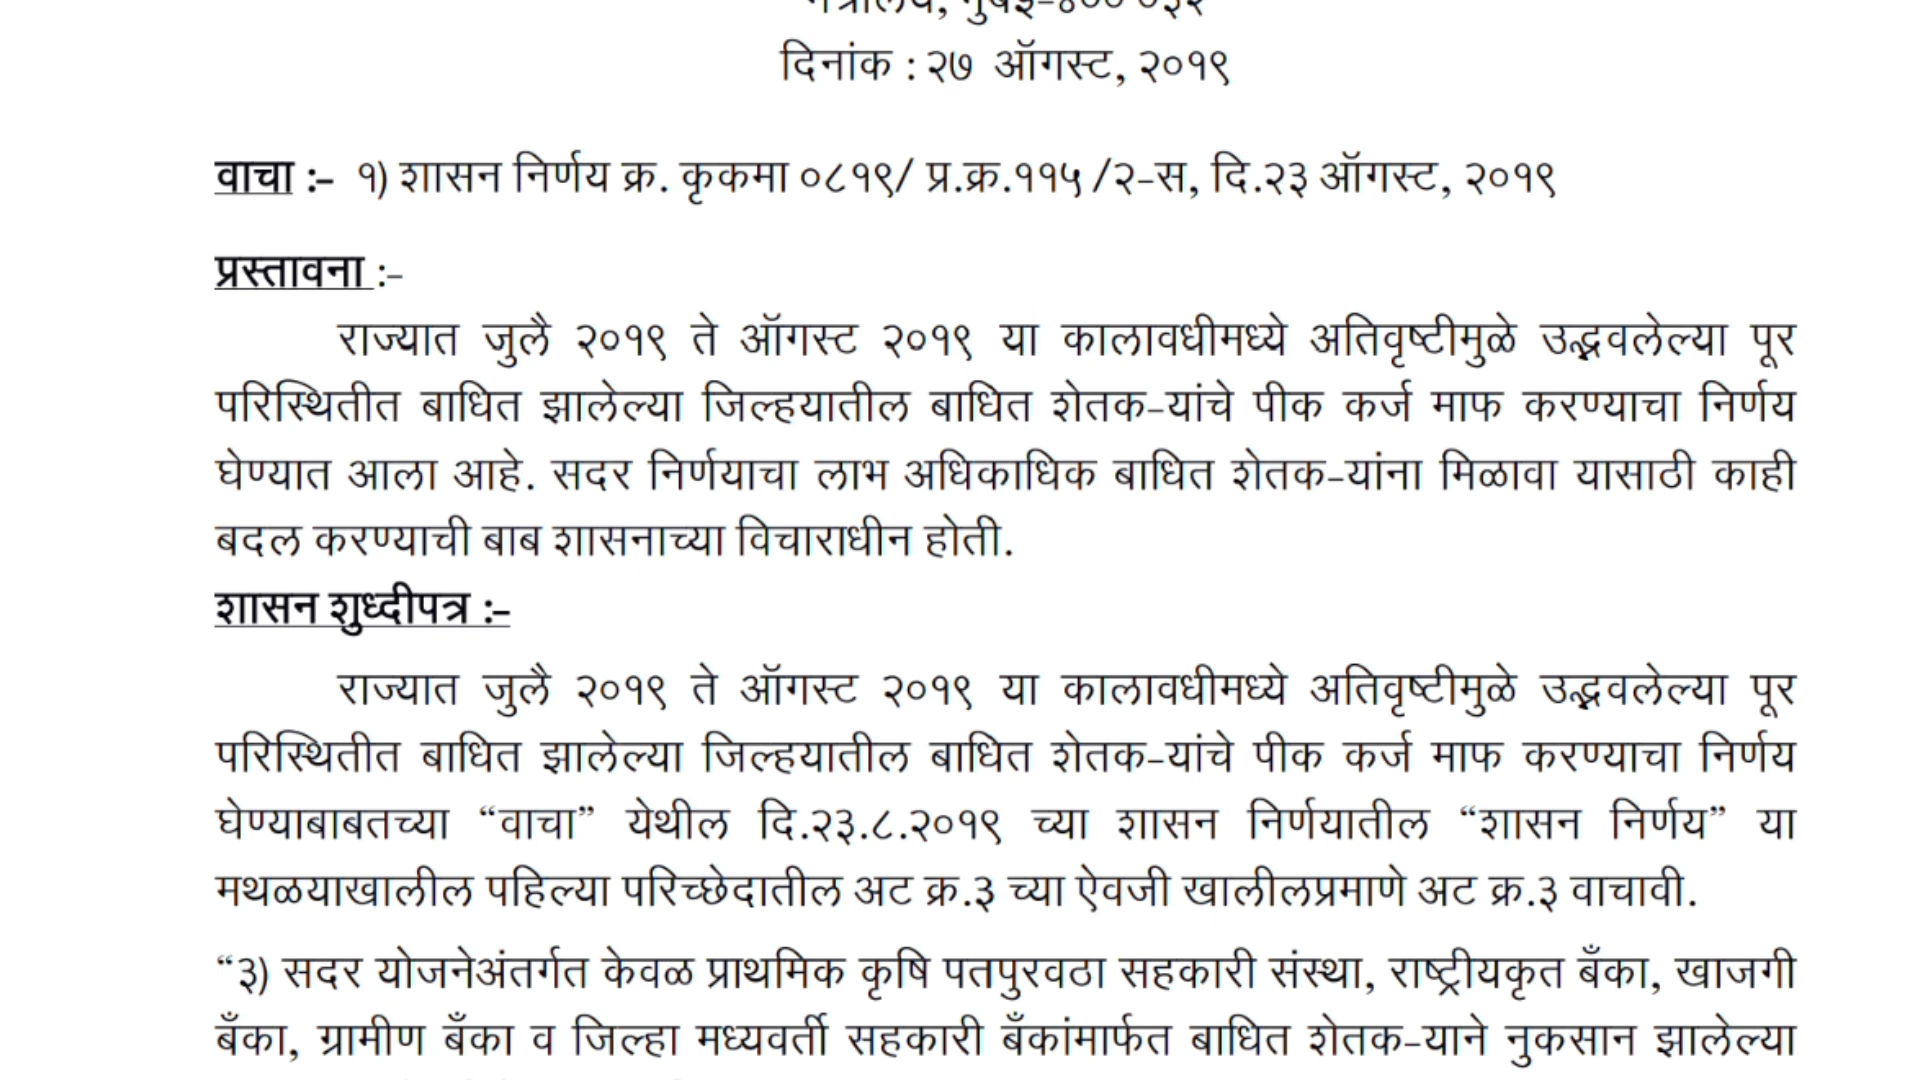 मंत्रालय, मुंबई-४०० ०३२
दिनांक : २७ ऑगस्ट, २०१९
वाचा :- १) शासन निर्णय क्र. कृकमा ०८१९/ प्र.क्र.११५ /२-स, दि.२३ ऑगस्ट, २०१९
प्रस्तावना :-
राज्यात जुलै २०१९ ते ऑगस्ट २०१९ या कालावधीमध्ये अतिवृष्टीमुळे उद्भवलेल्या पूर
परिस्थितीत बाधित झालेल्या जिल्हयातील बाधित शेतक-यांचे पीक कर्ज माफ करण्याचा निर्णय
घेण्यात आला आहे. सदर निर्णयाचा लाभ अधिकाधिक बाधित शेतक-यांना मिळावा यासाठी काही
बदल करण्याची बाब शासनाच्या विचाराधीन होती.
शासन शुध्दीपत्र :-
राज्यात जुलै २०१९ ते ऑगस्ट २०१९ या कालावधीमध्ये अतिवृष्टीमुळे उद्भवलेल्या पूर
परिस्थितीत बाधित झालेल्या जिल्हयातील बाधित शेतक-यांचे पीक कर्ज माफ करण्याचा निर्णय
घेण्याबाबतच्या “वाचा” येथील दि.२३.८.२०१९ च्या शासन निर्णयातील “शासन निर्णय” या
मथळयाखालील पहिल्या परिच्छेदातील अट क्र.३ च्या ऐवजी खालीलप्रमाणे अट क्र.३ वाचावी.
“३) सदर योजनेअंतर्गत केवळ प्राथमिक कृषि पतपुरवठा सहकारी संस्था, राष्ट्रीयकृत बँका, खाजगी
बँका, ग्रामीण बँका व जिल्हा मध्यवर्ती सहकारी बँकांमार्फत बाधित शेतक-याने नुकसान झालेल्या